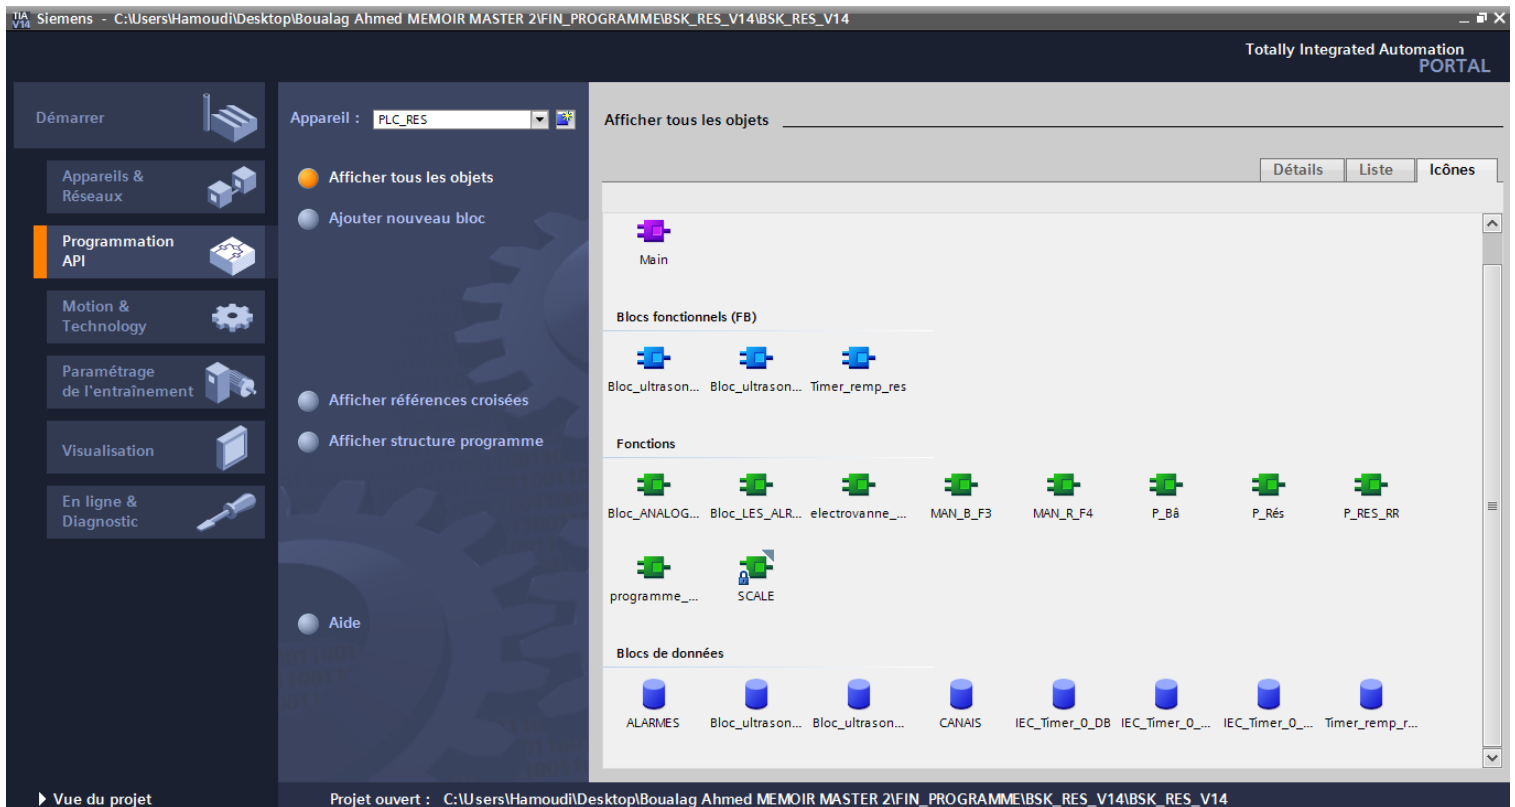 TIA V14 Siemens - C:\Users\Hamoudi\Desktop\Boualag Ahmed MEMOIR MASTER 2\FIN_PROGRAMME\BSK_RES_V14\BSK_RES_V14
Totally Integrated Automation
PORTAL
Démarrer
Appareils &
Réseaux
Programmation
API
Motion &
Technology
Paramétrage
de l'entraînement
Visualisation
En ligne &
Diagnostic
Vue du projet
Appareil : PLC_RES
Afficher tous les objets
Ajouter nouveau bloc
Afficher références croisées
Afficher structure programme
Aide
Afficher tous les objets
Détails Liste Icônes
Main
Blocs fonctionnels (FB)
Bloc_ultrason... Bloc_ultrason... Timer_remp_res
Fonctions
Bloc_ANALOG... Bloc_LES_ALR... electrovanne_... MAN_B_F3 MAN_R_F4 P_Bâ P_Rés P_RES_RR
programme_... SCALE
Blocs de données
ALARMES Bloc_ultrason... Bloc_ultrason... CANAIS IEC_Timer_0_DB IEC_Timer_0_... IEC_Timer_0_... Timer_remp_r...
Projet ouvert : C:\Users\Hamoudi\Desktop\Boualag Ahmed MEMOIR MASTER 2\FIN_PROGRAMME\BSK_RES_V14\BSK_RES_V14